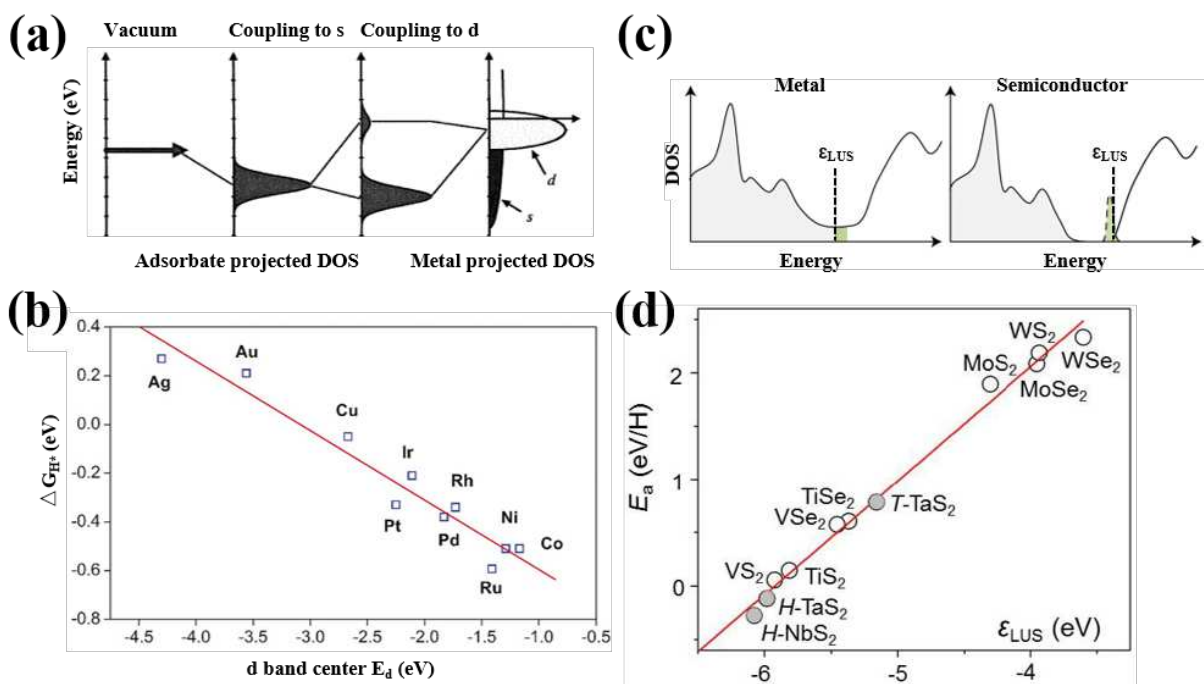 (a)
Vacuum Coupling to s Coupling to d
Energy (eV)
d
s
Adsorbate projected DOS Metal projected DOS
(c)
Metal Semiconductor
DOS
εLUS εLUS
Energy Energy
(b)
△GH* (eV)
0.4
0.2
0.0
-0.2
-0.4
-0.6
-0.8
Ag
Au
Cu
Ir
Pt
Rh
Pd
Ni
Ru
Co
-4.5 -4.0 -3.5 -3.0 -2.5 -2.0 -1.5 -1.0 -0.5
d band center Ed (eV)
(d)
Ea (eV/H)
2
1
0
WS2
MoS2
WSe2
MoSe2
TiSe2
VSe2
T-TaS2
VS2
TiS2
H-TaS2
H-NbS2
εLUS (eV)
-6 -5 -4